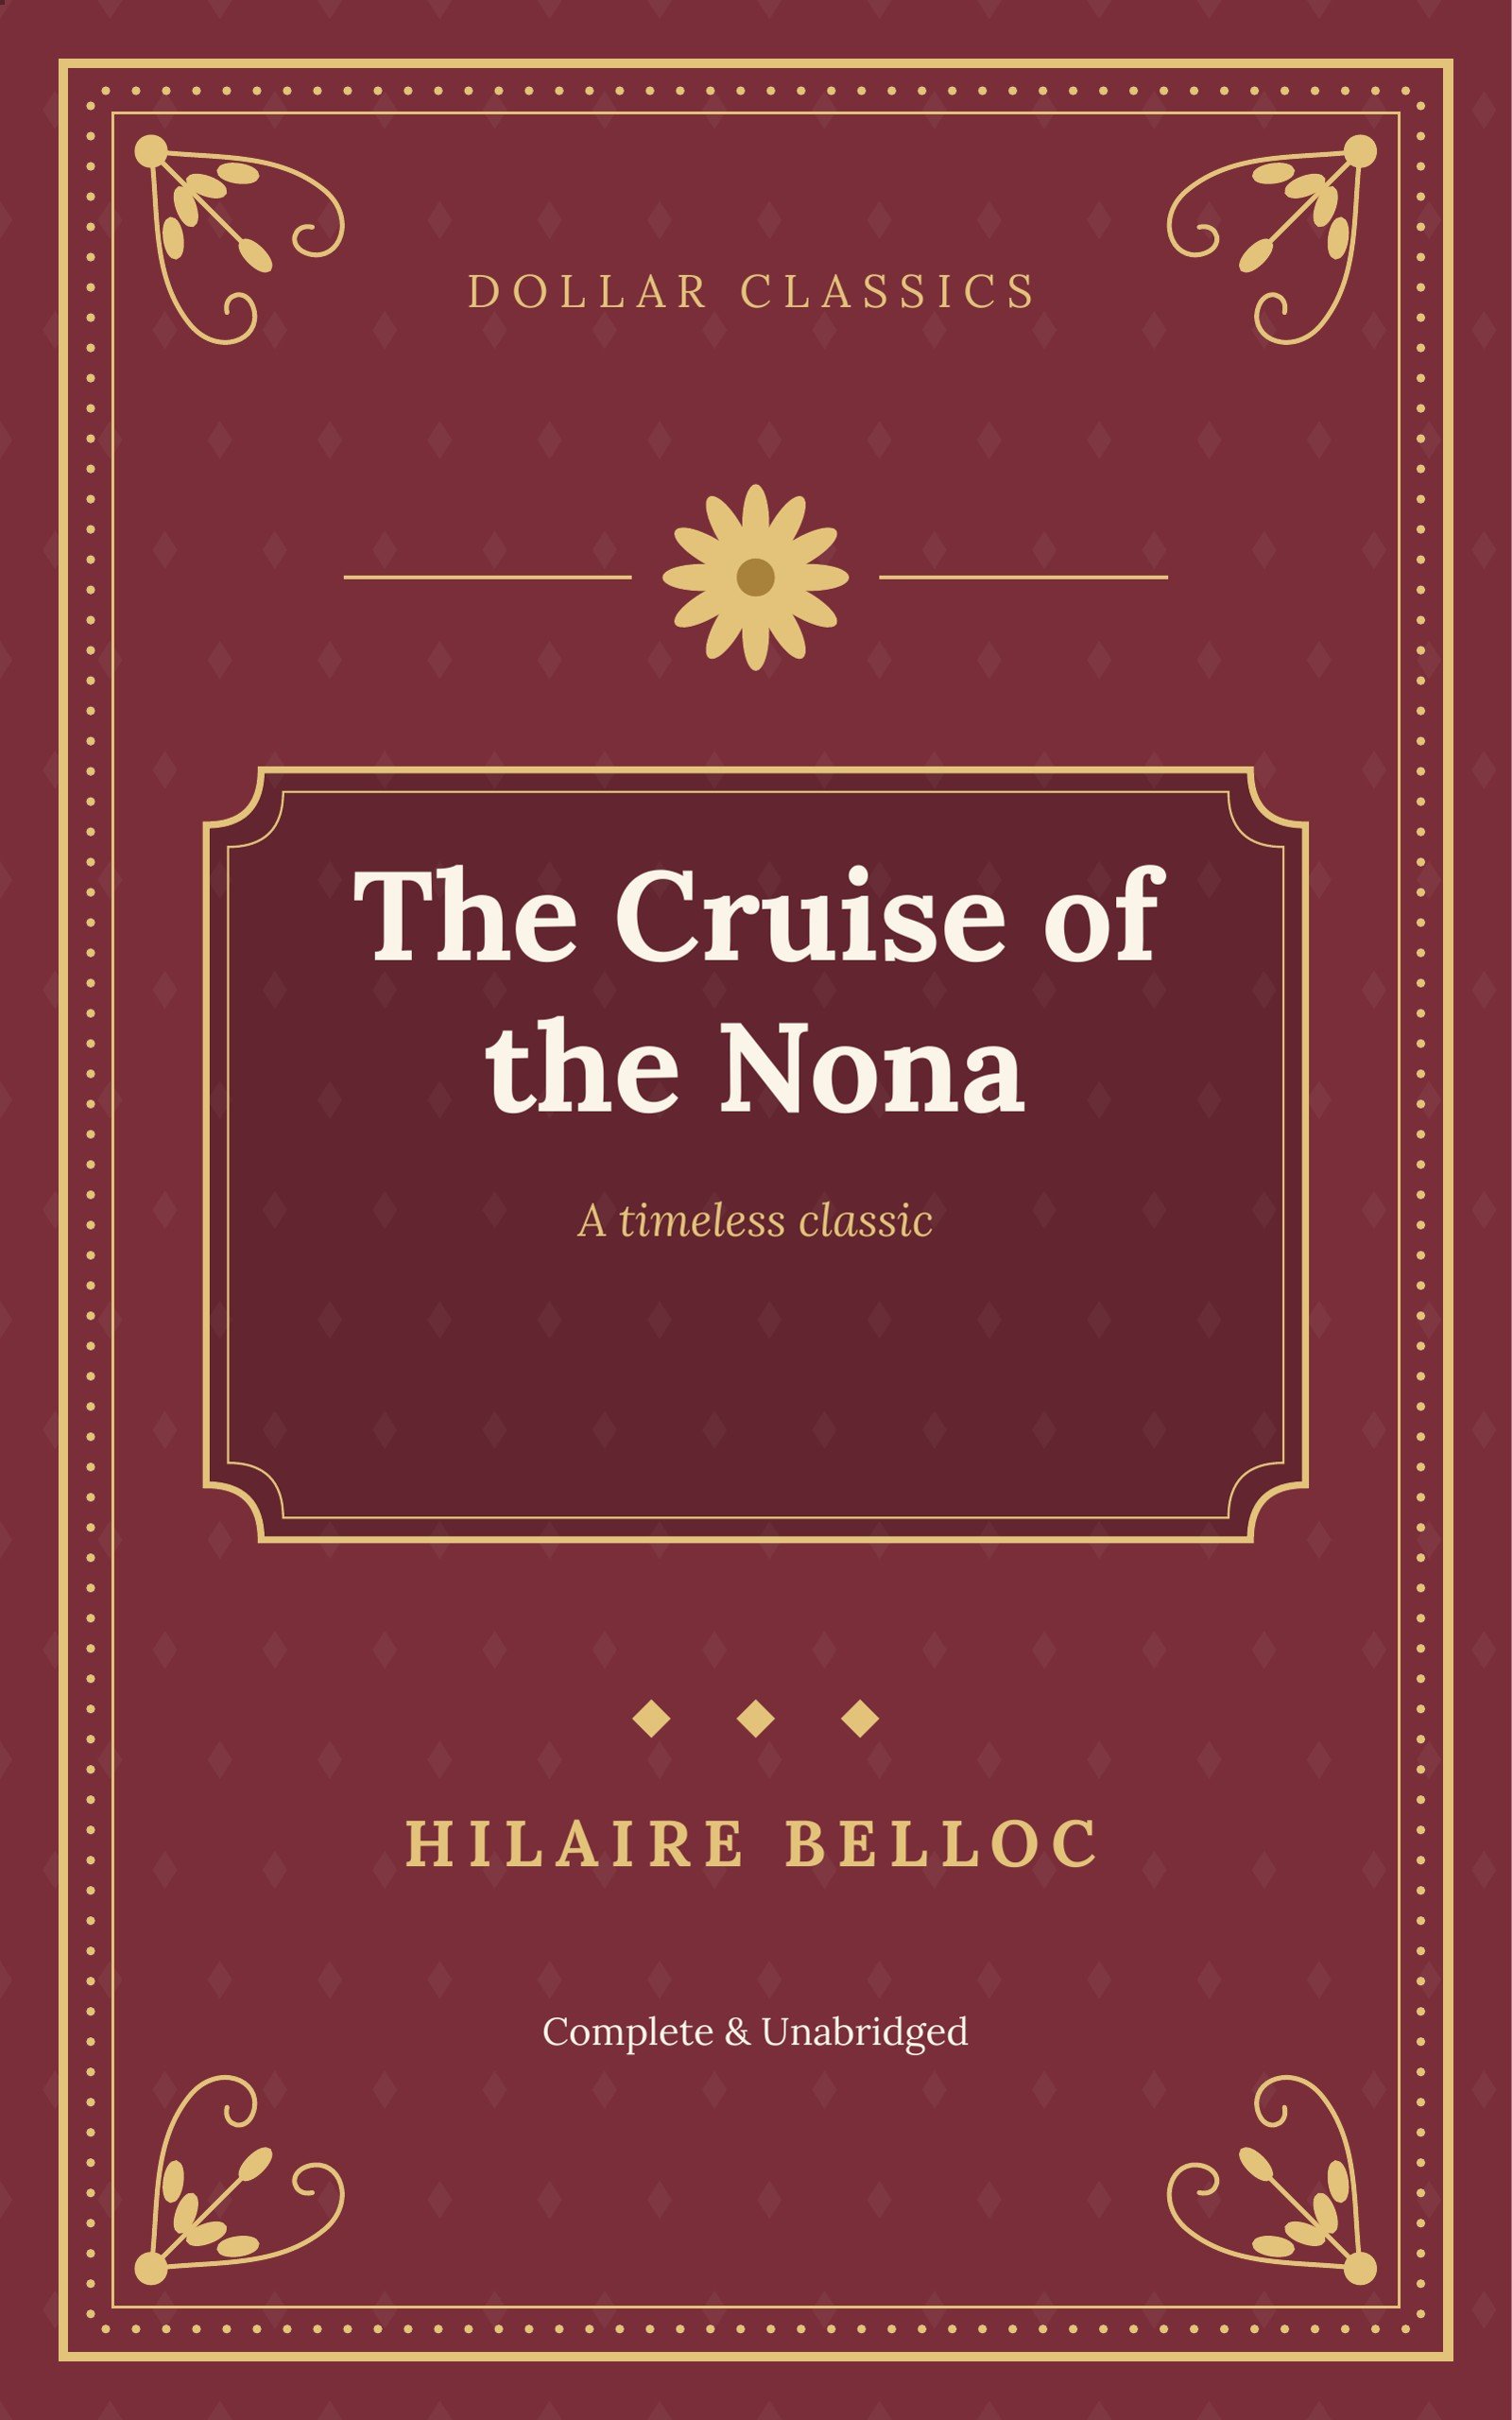 DOLLAR CLASSICS
The Cruise of
the Nona
A timeless classic
HILAIRE BELLOC
Complete & Unabridged